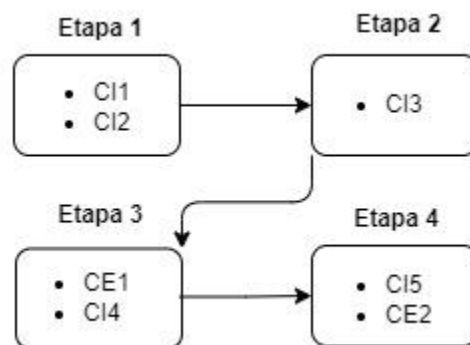 Etapa 1
• CI1
• CI2
Etapa 2
• CI3
Etapa 3
• CE1
• CI4
Etapa 4
• CI5
• CE2